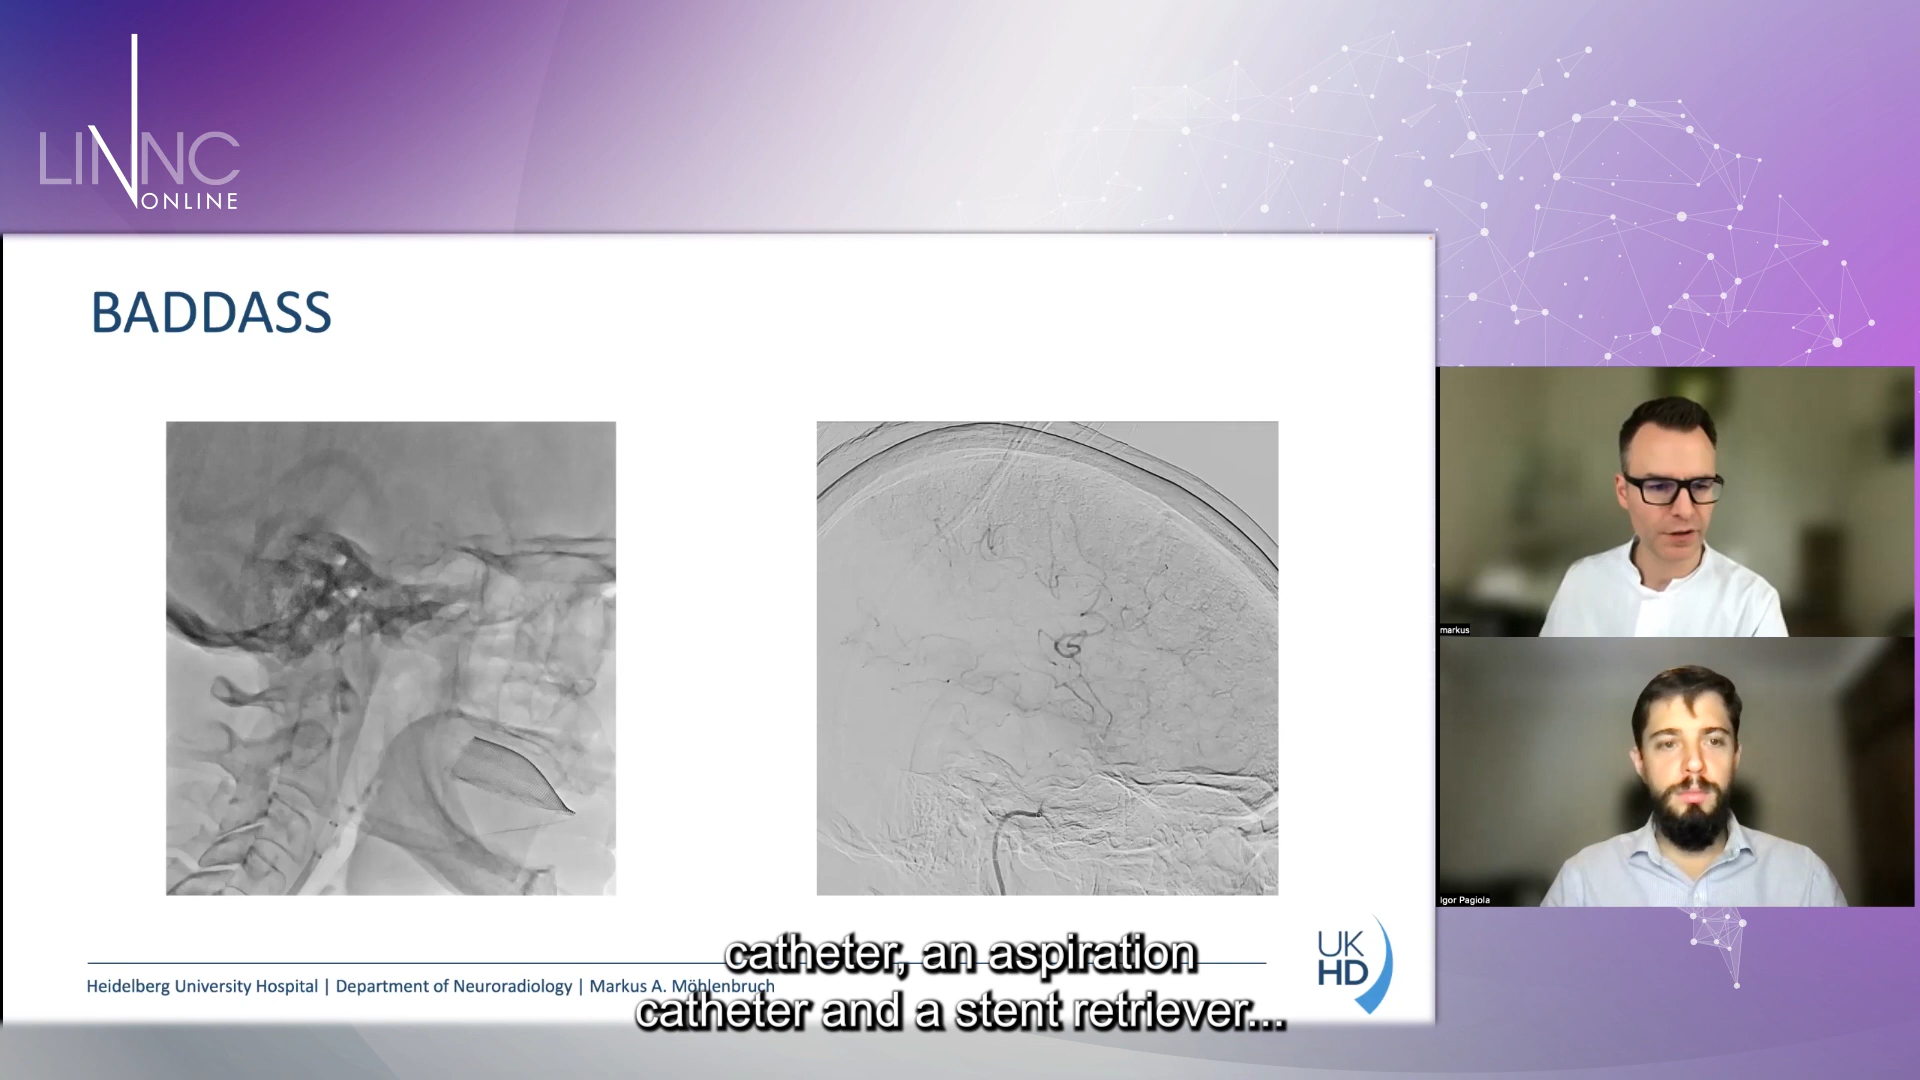 LINNC
ONLINE
BADDASS
markus
Igor Pagiola
Heidelberg University Hospital | Department of Neuroradiology | Markus A. Möhlenbruch
UK
HD
catheter, an aspiration
catheter and a stent retriever...